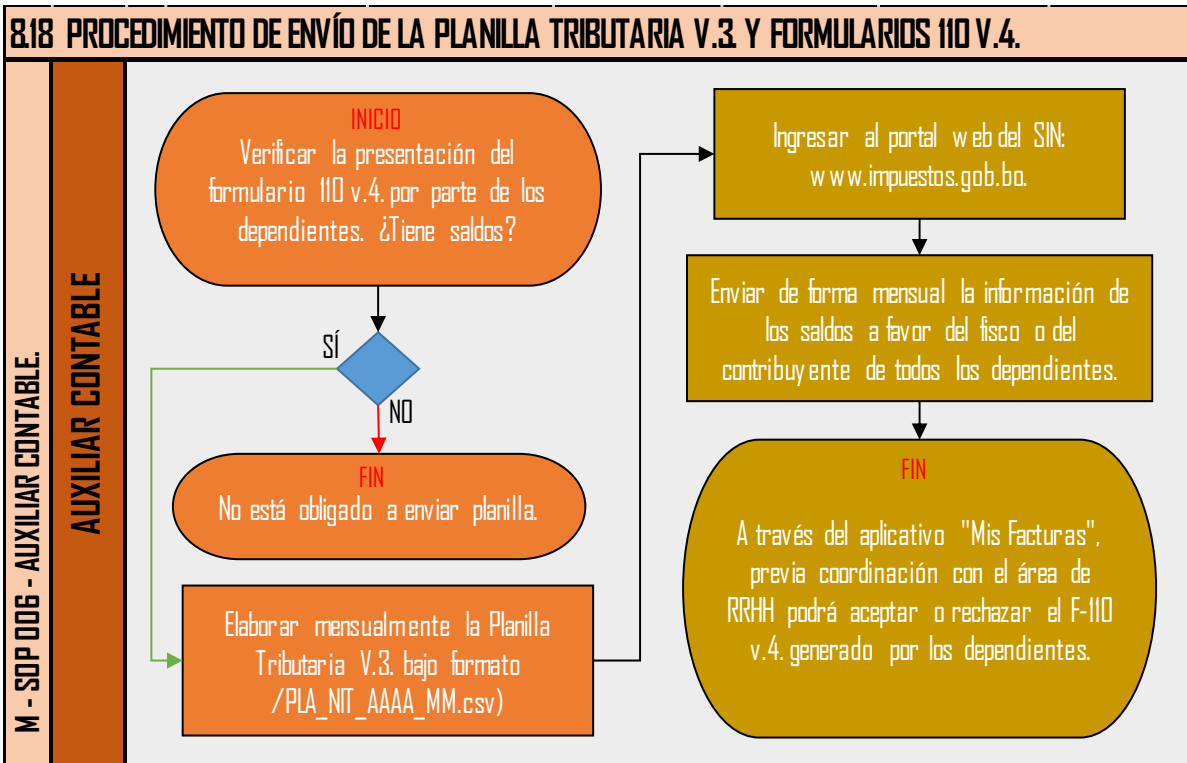 8.18 PROCEDIMIENTO DE ENVÍO DE LA PLANILLA TRIBUTARIA V.3. Y FORMULARIOS 110 V.4.
M - SOP 006 - AUXILIAR CONTABLE.
AUXILIAR CONTABLE
INICIO
Verificar la presentación del
formulario 110 v.4. por parte de los
dependientes. ¿Tiene saldos?
SÍ
NO
FIN
No está obligado a enviar planilla.
Elaborar mensualmente la Planilla
Tributaria V.3. bajo formato
/PLA_NIT_AAAA_MM.csv)
Ingresar al portal web del SIN:
www.impuestos.gob.bo.
Enviar de forma mensual la información de
los saldos a favor del fisco o del
contribuyente de todos los dependientes.
FIN
A través del aplicativo "Mis Facturas",
previa coordinación con el área de
RRHH podrá aceptar o rechazar el F-110
v.4. generado por los dependientes.